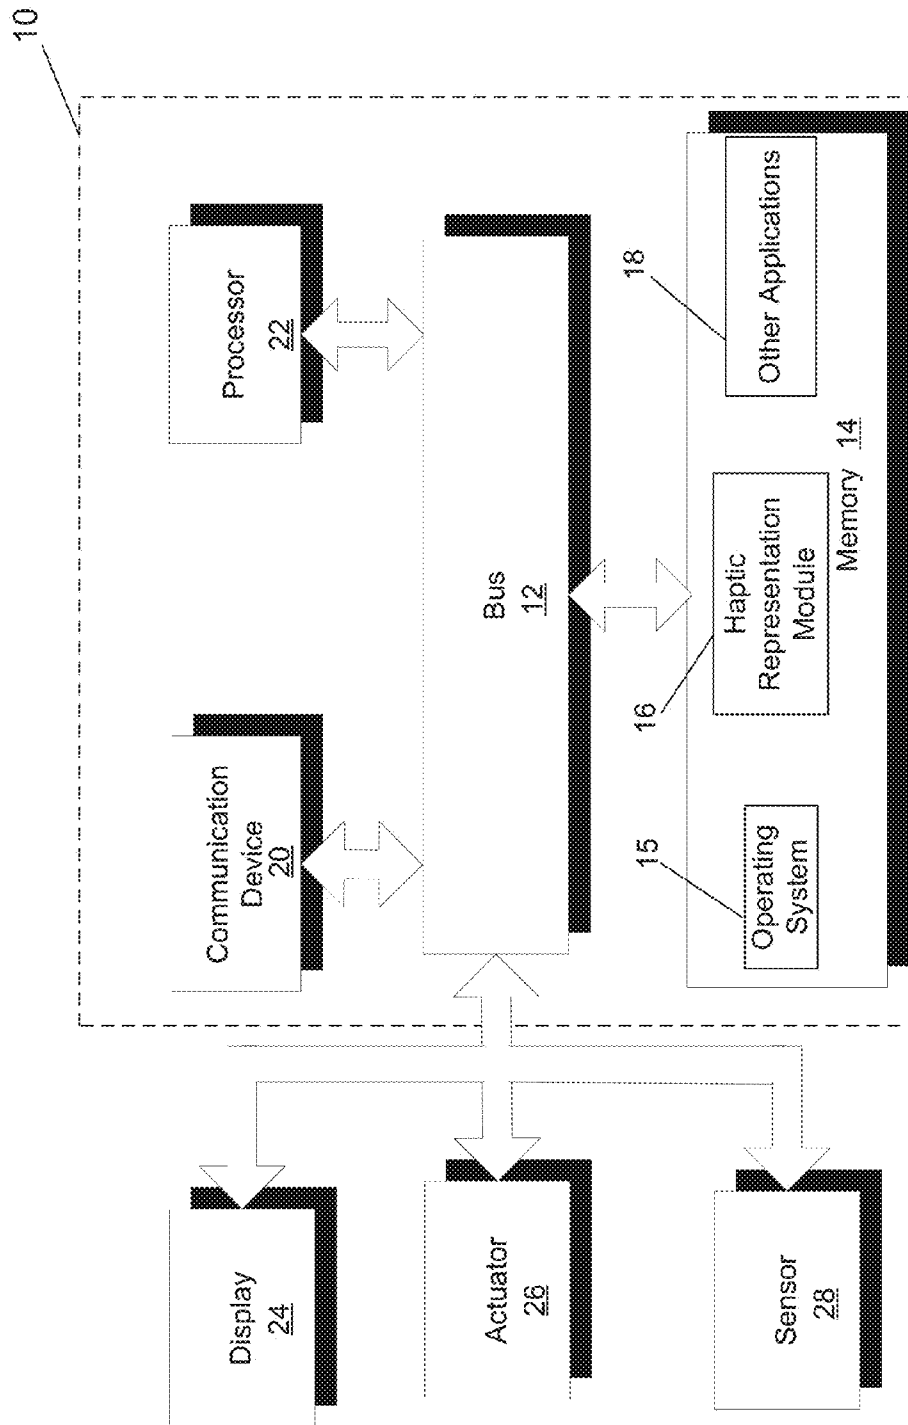 10
Communication
Device
20
Processor
22
Display
24
Bus
12
Actuator
26
15
16
18
Operating
System
Haptic
Representation
Module
Other Applications
Memory 14
Sensor
28